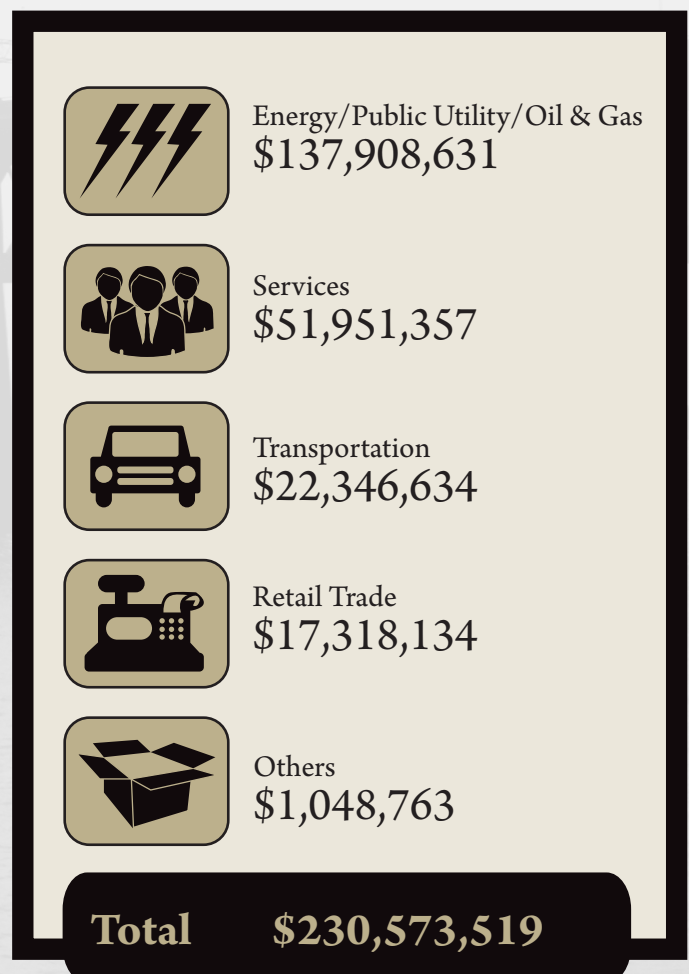 Energy/Public Utility/Oil & Gas
$137,908,631
Services
$51,951,357
Transportation
$22,346,634
Retail Trade
$17,318,134
Others
$1,048,763
Total $230,573,519